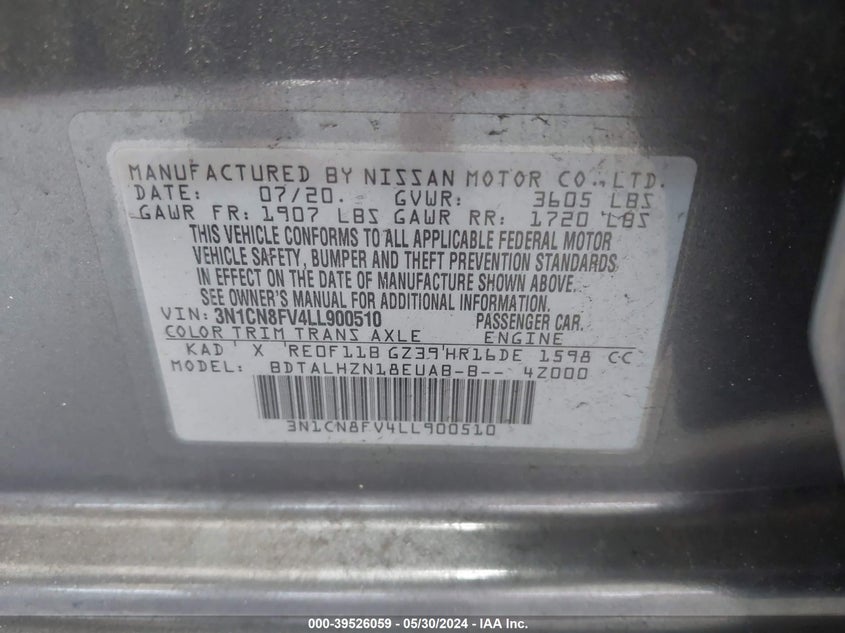 MANUFACTURED BY NISSAN MOTOR CO., LTD.
DATE: 07/20. GVWR: 3605 LBS
GAWR FR: 1907 LBS GAWR RR: 1720 LBS
THIS VEHICLE CONFORMS TO ALL APPLICABLE FEDERAL MOTOR
VEHICLE SAFETY, BUMPER AND THEFT PREVENTION STANDARDS
IN EFFECT ON THE DATE OF MANUFACTURE SHOWN ABOVE.
SEE OWNER'S MANUAL FOR ADDITIONAL INFORMATION.
VIN: 3N1CN8FV4LL900510 PASSENGER CAR.
COLOR TRIM TRANS AXLE ENGINE
KAD X RE0F11B GZ39 HR16DE 1598 CC
MODEL: BDTALHZN18EUAB-B-- 4Z000
3N1CN8FV4LL900510
000-39526059 - 05/30/2024 - IAA Inc.